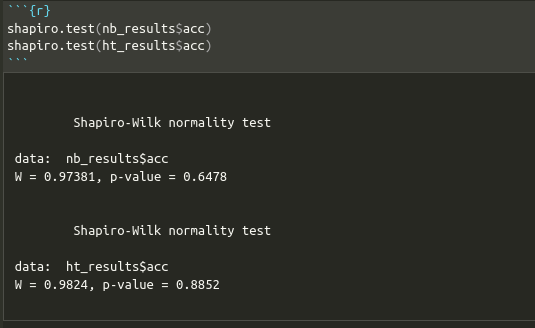 ```{r}
shapiro.test(nb_results$acc)
shapiro.test(ht_results$acc)
```
Shapiro-Wilk normality test
data:  nb_results$acc
W = 0.97381, p-value = 0.6478
Shapiro-Wilk normality test
data:  ht_results$acc
W = 0.9824, p-value = 0.8852